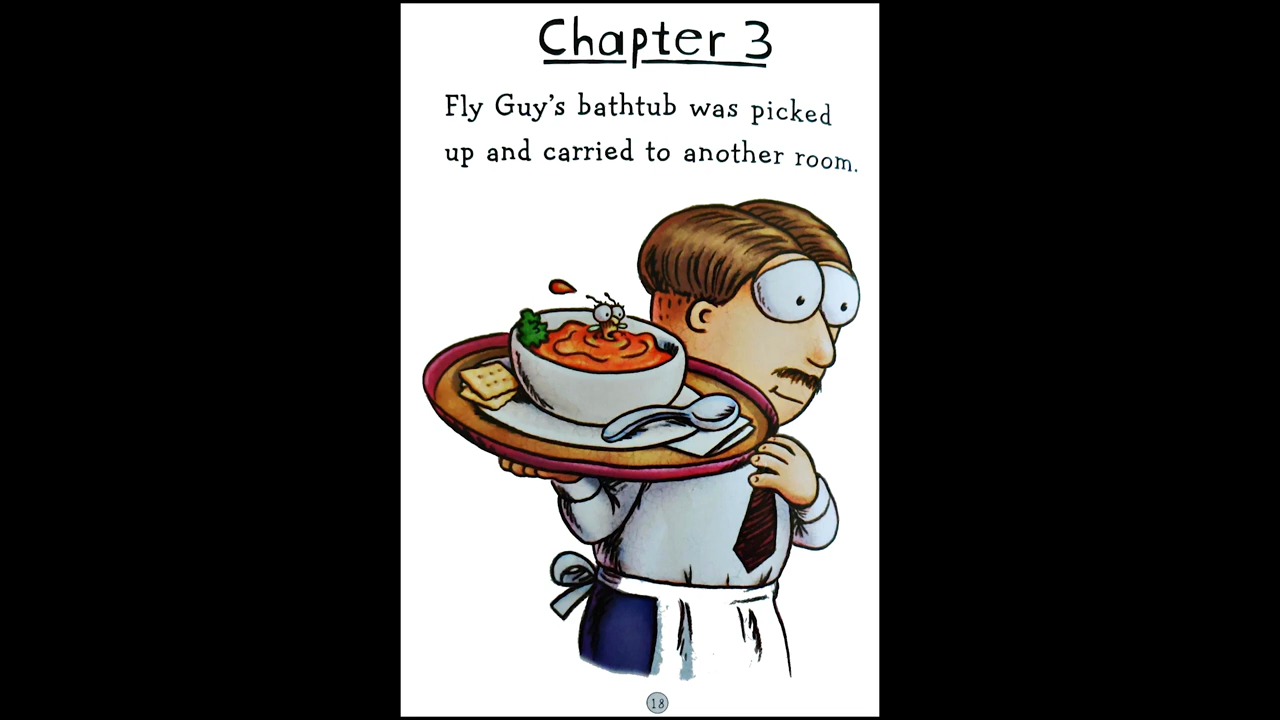 Chapter 3
Fly Guy's bathtub was picked
up and carried to another room.
18